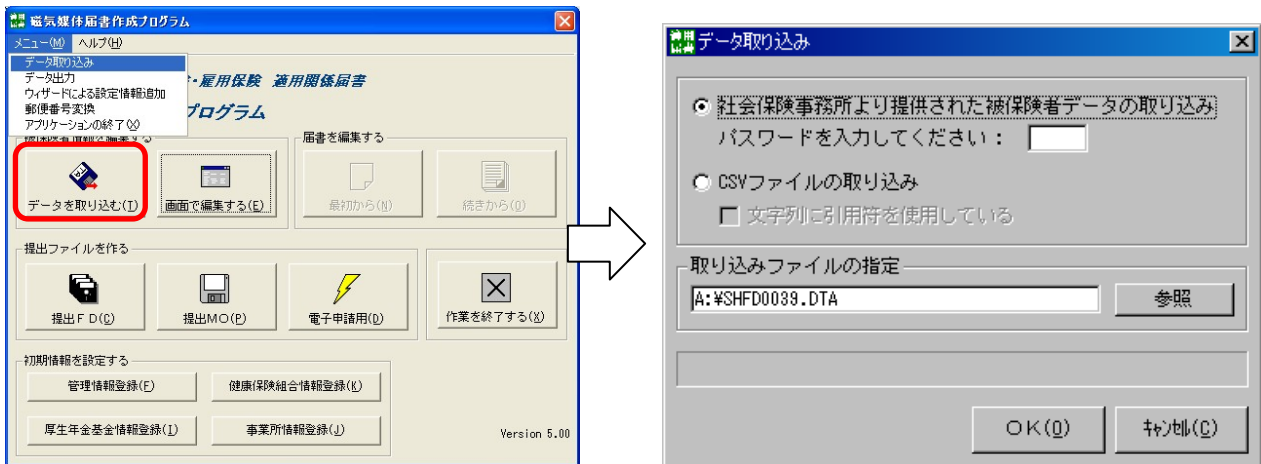 磁気媒体届書作成プログラム
メニュー(M) ヘルプ(H)
データ取り込み
データ出力
ウィザードによる設定情報追加
郵便番号変換
アプリケーションの終了(X)
・雇用保険 適用関係届書
プログラム
被保険者情報を編集する
届書を編集する
データを取り込む(T)
画面で編集する(E)
最初から(N)
続きから(O)
提出ファイルを作る
提出FD(C)
提出MO(P)
電子申請用(D)
作業を終了する(X)
初期情報を設定する
管理情報登録(F)
健康保険組合情報登録(K)
厚生年金基金情報登録(I)
事業所情報登録(J)
Version 5.00
データ取り込み
社会保険事務所より提供された被保険者データの取り込み
パスワードを入力してください:
CSVファイルの取り込み
文字列に引用符を使用している
取り込みファイルの指定
A:¥SHFD0039.DTA
参照
OK(O)
キャンセル(C)